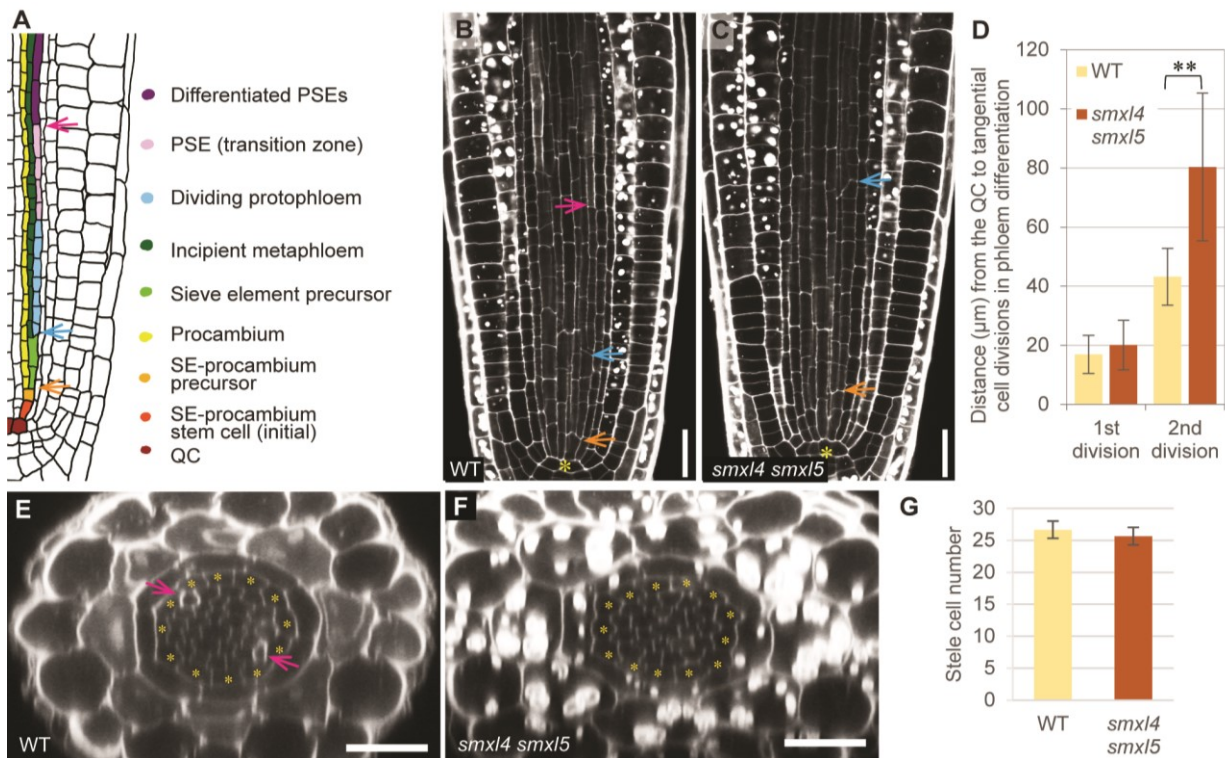 A
Differentiated PSEs
PSE (transition zone)
Dividing protophloem
Incipient metaphloem
Sieve element precursor
Procambium
SE-procambium
precursor
SE-procambium
stem cell (initial)
QC
B
*
WT
C
*
smxl4 smxl5
D
Distance (µm) from the QC to tangential
cell divisions in phloem differentiation
120
100
80
60
40
20
0
WT
smxl4
smxl5
**
1st
division
2nd
division
E
WT
F
smxl4 smxl5
G
Stele cell number
30
25
20
15
10
5
0
WT
smxl4
smxl5